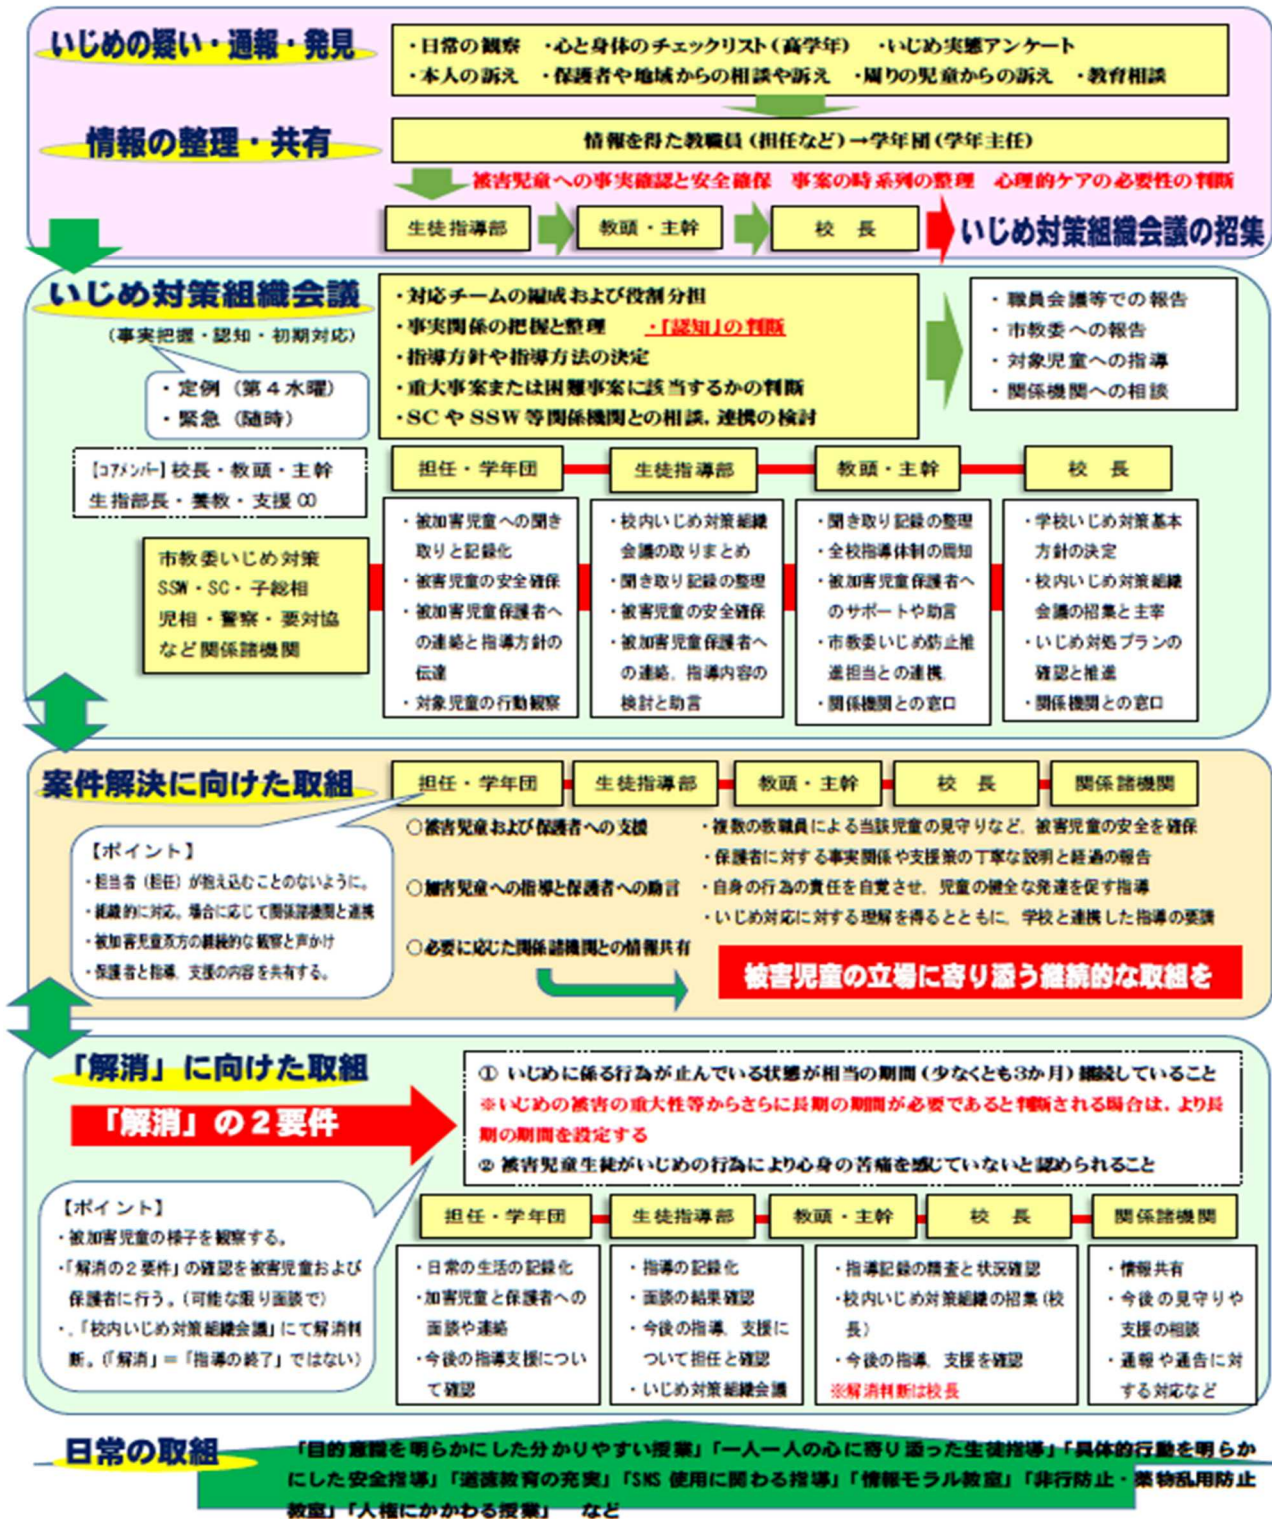 いじめの疑い・通報・発見
・日常の観察 ・心と身体のチェックリスト(高学年) ・いじめ実態アンケート
・本人の訴え ・保護者や地域からの相談や訴え ・周りの児童からの訴え ・教育相談
情報の整理・共有
情報を得た教職員(担任など)→学年団(学年主任)
被害児童への事実確認と安全確保 事案の時系列の整理 心理的ケアの必要性の判断
生徒指導部
教頭・主幹
校 長
いじめ対策組織会議の招集
いじめ対策組織会議
(事実把握・認知・初期対応)
・定例(第4水曜)
・緊急(随時)
・対応チームの編成および役割分担
・事実関係の把握と整理 ・「認知」の判断
・指導方針や指導方法の決定
・重大事案または困難事案に該当するかの判断
・SCやSSW等関係機関との相談, 連携の検討
・職員会議等での報告
・市教委への報告
・対象児童への指導
・関係機関への相談
【コアメンバー】校長・教頭・主幹
生指部長・養教・支援CO
市教委いじめ対策
SSW・SC・子総相
児相・警察・要対協
など関係諸機関
担任・学年団
・被加害児童への聞き
取りと記録化
・被害児童の安全確保
・被加害児童保護者へ
の連絡と指導方針の
伝達
・対象児童の行動観察
生徒指導部
・校内いじめ対策組織
会議の取りまとめ
・聞き取り記録の整理
・被害児童の安全確保
・被加害児童保護者へ
の連絡, 指導内容の
検討と助言
教頭・主幹
・聞き取り記録の整理
・全校指導体制の周知
・被加害児童保護者へ
のサポートや助言
・市教委いじめ防止推
進担当との連携,
・関係機関との窓口
校 長
・学校いじめ対策基本
方針の決定
・校内いじめ対策組織
会議の招集と主宰
・いじめ対処プランの
確認と推進
・関係機関との窓口
案件解決に向けた取組
担任・学年団
生徒指導部
教頭・主幹
校 長
関係諸機関
【ポイント】
・担当者(担任)が抱え込むことのないように。
・組織的に対応。場合に応じて関係諸機関と連携
・被加害児童双方の継続的な観察と声かけ
・保護者と指導, 支援の内容を共有する。
○被害児童および保護者への支援
・複数の教職員による当該児童の見守りなど, 被害児童の安全を確保
・保護者に対する事実関係や支援策の丁寧な説明と経過の報告
○加害児童への指導と保護者への助言
・自身の行為の責任を自覚させ, 児童の健全な発達を促す指導
・いじめ対応に対する理解を得るとともに, 学校と連携した指導の要請
○必要に応じた関係諸機関との情報共有
被害児童の立場に寄り添う継続的な取組を
「解消」に向けた取組
「解消」の2要件
① いじめに係る行為が止んでいる状態が相当の期間(少なくとも3か月)継続していること
※いじめの被害の重大性等からさらに長期の期間が必要であると判断される場合は, より長
期の期間を設定する
② 被害児童生徒がいじめの行為により心身の苦痛を感じていないと認められること
【ポイント】
・被加害児童の様子を観察する。
・「解消の2要件」の確認を被害児童および
保護者に行う。(可能な限り面談で)
・.「校内いじめ対策組織会議」にて解消判
断。(「解消」=「指導の終了」ではない)
担任・学年団
・日常の生活の記録化
・加害児童と保護者への
面談や連絡
・今後の指導支援につい
て確認
生徒指導部
・指導の記録化
・面談の結果確認
・今後の指導, 支援に
ついて担任と確認
・いじめ対策組織会議
教頭・主幹
校 長
・指導記録の精査と状況確認
・校内いじめ対策組織の招集(校
長)
・今後の指導, 支援を確認
※解消判断は校長
関係諸機関
・情報共有
・今後の見守りや
支援の相談
・通報や通告に対
する対応など
日常の取組
「目的意識を明らかにした分かりやすい授業」「一人一人の心に寄り添った生徒指導」「具体的行動を明らか
にした安全指導」「道徳教育の充実」「SNS 使用に関わる指導」「情報モラル教室」「非行防止・薬物乱用防止
教室」「人権にかかわる授業」 など